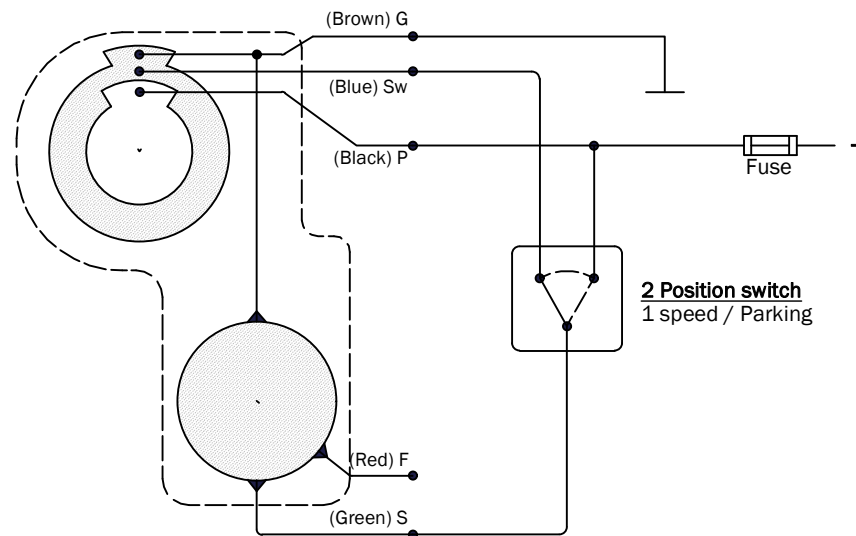 (Brown) G
(Blue) Sw
(Black) P
Fuse
2 Position switch
1 speed / Parking
(Red) F
(Green) S